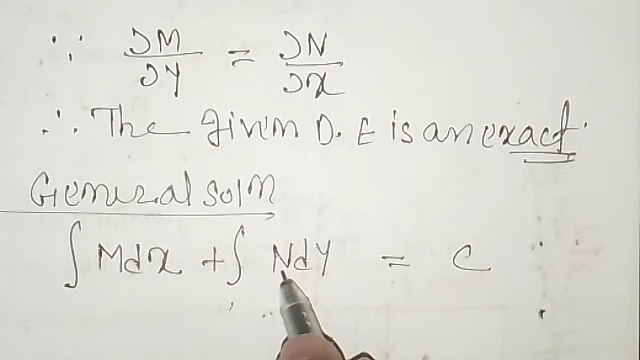 ∵ ∂M/∂y = ∂N/∂x
∴ The given D.E is an exact.
General soln
∫ Mdx + ∫ Ndy = C